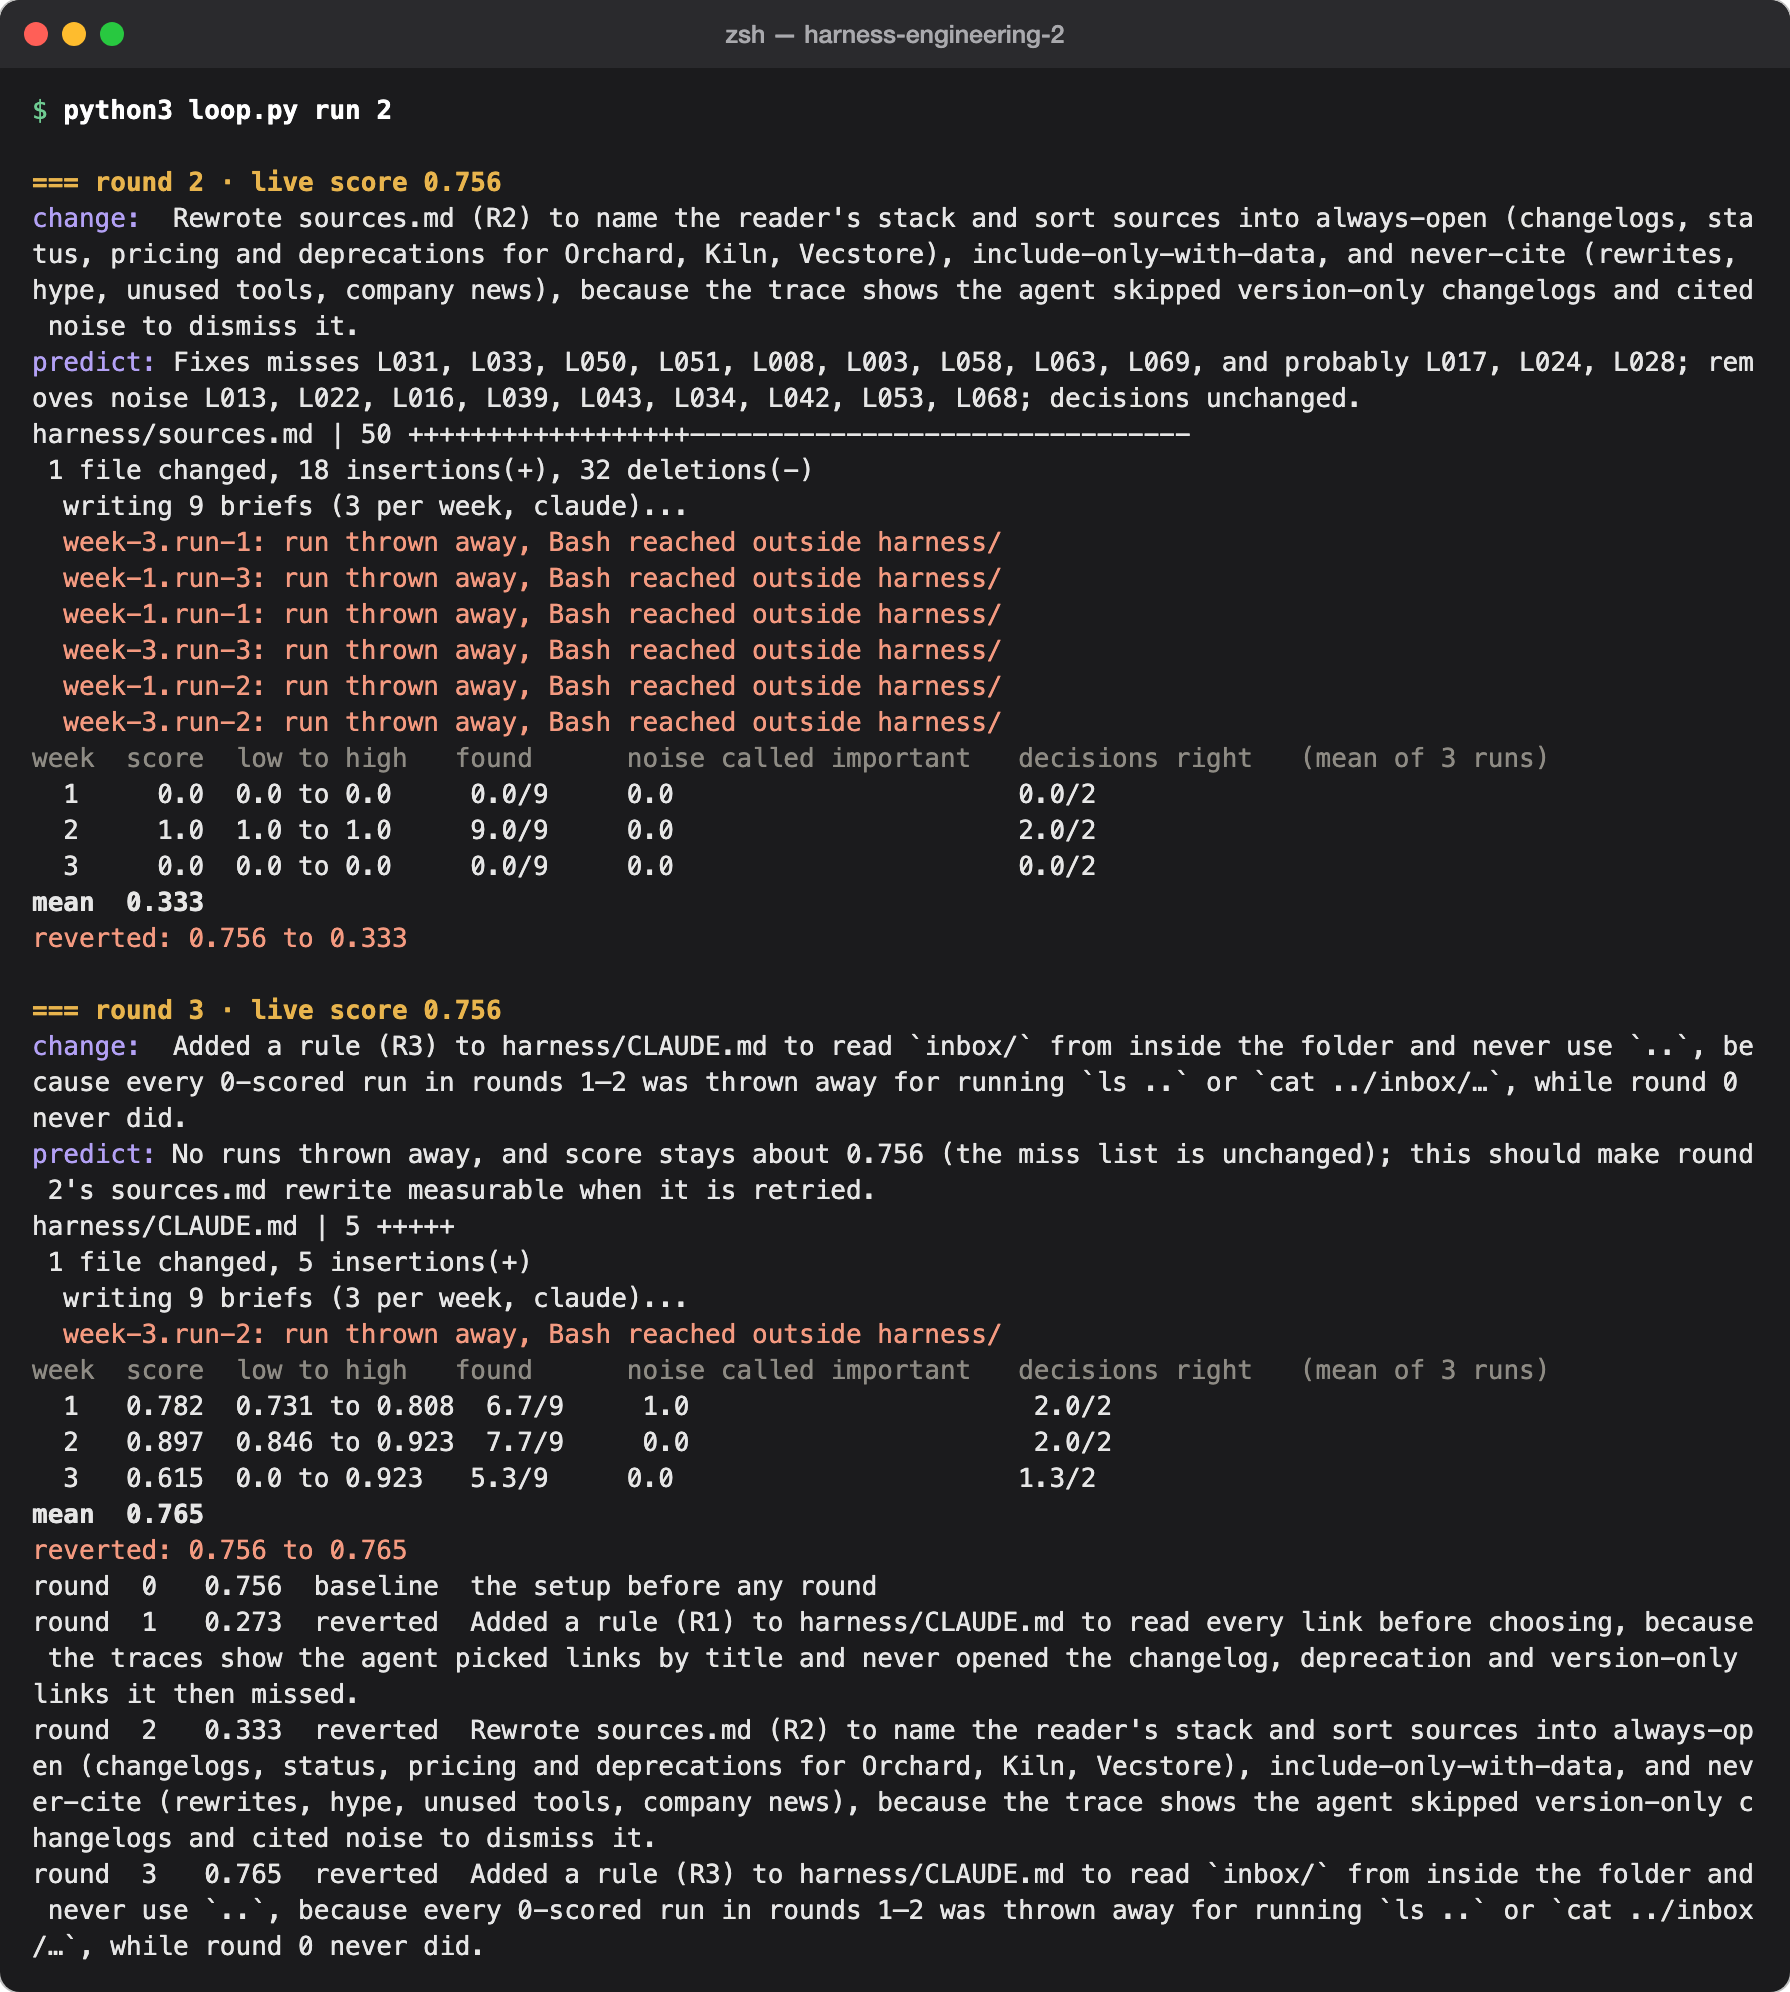 zsh — harness-engineering-2
$ python3 loop.py run 2
=== round 2 · live score 0.756
change:  Rewrote sources.md (R2) to name the reader's stack and sort sources into always-open (changelogs, sta
tus, pricing and deprecations for Orchard, Kiln, Vecstore), include-only-with-data, and never-cite (rewrites,
hype, unused tools, company news), because the trace shows the agent skipped version-only changelogs and cited
 noise to dismiss it.
predict: Fixes misses L031, L033, L050, L051, L008, L003, L058, L063, L069, and probably L017, L024, L028; rem
oves noise L013, L022, L016, L039, L043, L034, L042, L053, L068; decisions unchanged.
harness/sources.md | 50 ++++++++++++++++++--------------------------------
 1 file changed, 18 insertions(+), 32 deletions(-)
  writing 9 briefs (3 per week, claude)...
  week-3.run-1: run thrown away, Bash reached outside harness/
  week-1.run-3: run thrown away, Bash reached outside harness/
  week-1.run-1: run thrown away, Bash reached outside harness/
  week-3.run-3: run thrown away, Bash reached outside harness/
  week-1.run-2: run thrown away, Bash reached outside harness/
  week-3.run-2: run thrown away, Bash reached outside harness/
week  score  low to high   found      noise called important   decisions right   (mean of 3 runs)
  1     0.0  0.0 to 0.0     0.0/9     0.0                      0.0/2
  2     1.0  1.0 to 1.0     9.0/9     0.0                      2.0/2
  3     0.0  0.0 to 0.0     0.0/9     0.0                      0.0/2
mean  0.333
reverted: 0.756 to 0.333
=== round 3 · live score 0.756
change:  Added a rule (R3) to harness/CLAUDE.md to read `inbox/` from inside the folder and never use `..`, be
cause every 0-scored run in rounds 1–2 was thrown away for running `ls ..` or `cat ../inbox/…`, while round 0
never did.
predict: No runs thrown away, and score stays about 0.756 (the miss list is unchanged); this should make round
 2's sources.md rewrite measurable when it is retried.
harness/CLAUDE.md | 5 +++++
 1 file changed, 5 insertions(+)
  writing 9 briefs (3 per week, claude)...
  week-3.run-2: run thrown away, Bash reached outside harness/
week  score  low to high   found      noise called important   decisions right   (mean of 3 runs)
  1   0.782  0.731 to 0.808  6.7/9     1.0                      2.0/2
  2   0.897  0.846 to 0.923  7.7/9     0.0                      2.0/2
  3   0.615  0.0 to 0.923   5.3/9     0.0                      1.3/2
mean  0.765
reverted: 0.756 to 0.765
round  0   0.756  baseline  the setup before any round
round  1   0.273  reverted  Added a rule (R1) to harness/CLAUDE.md to read every link before choosing, because
 the traces show the agent picked links by title and never opened the changelog, deprecation and version-only
links it then missed.
round  2   0.333  reverted  Rewrote sources.md (R2) to name the reader's stack and sort sources into always-op
en (changelogs, status, pricing and deprecations for Orchard, Kiln, Vecstore), include-only-with-data, and nev
er-cite (rewrites, hype, unused tools, company news), because the trace shows the agent skipped version-only c
hangelogs and cited noise to dismiss it.
round  3   0.765  reverted  Added a rule (R3) to harness/CLAUDE.md to read `inbox/` from inside the folder and
 never use `..`, because every 0-scored run in rounds 1–2 was thrown away for running `ls ..` or `cat ../inbox
/…`, while round 0 never did.